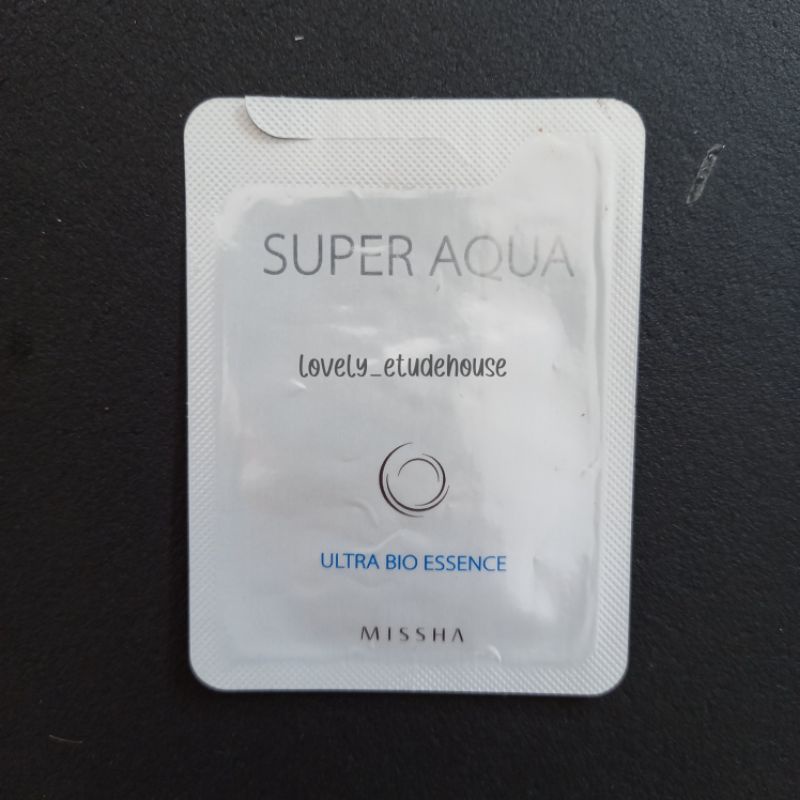 SUPER AQUA
lovely_etudehouse
ULTRA BIO ESSENCE
MISSHA